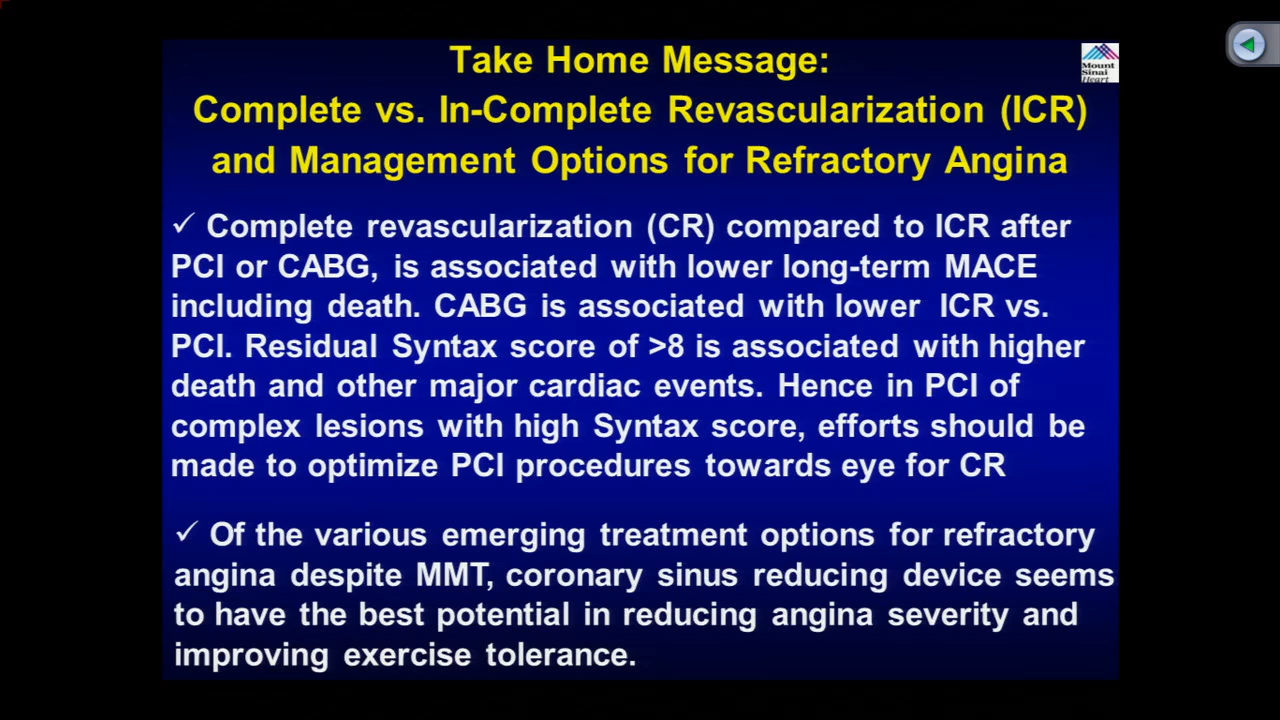 Take Home Message:
Complete vs. In-Complete Revascularization (ICR)
and Management Options for Refractory Angina
Mount
Sinai
Heart
✓ Complete revascularization (CR) compared to ICR after
PCI or CABG, is associated with lower long-term MACE
including death. CABG is associated with lower ICR vs.
PCI. Residual Syntax score of >8 is associated with higher
death and other major cardiac events. Hence in PCI of
complex lesions with high Syntax score, efforts should be
made to optimize PCI procedures towards eye for CR
✓ Of the various emerging treatment options for refractory
angina despite MMT, coronary sinus reducing device seems
to have the best potential in reducing angina severity and
improving exercise tolerance.